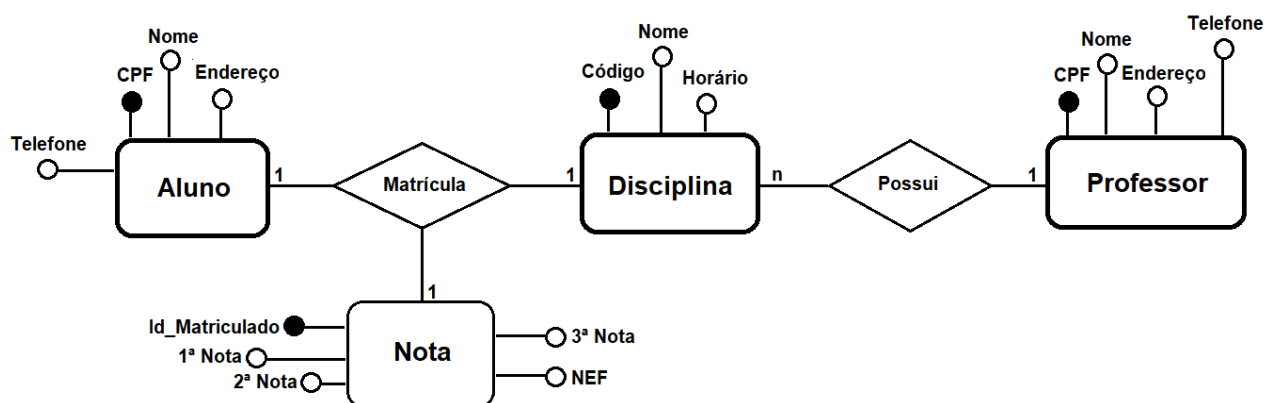 Telefone
CPF
Nome
Endereço
Aluno
1
Matrícula
1
Código
Nome
Horário
Disciplina
n
Possui
1
CPF
Nome
Endereço
Telefone
Professor
1
Id_Matriculado
1ª Nota
2ª Nota
Nota
3ª Nota
NEF